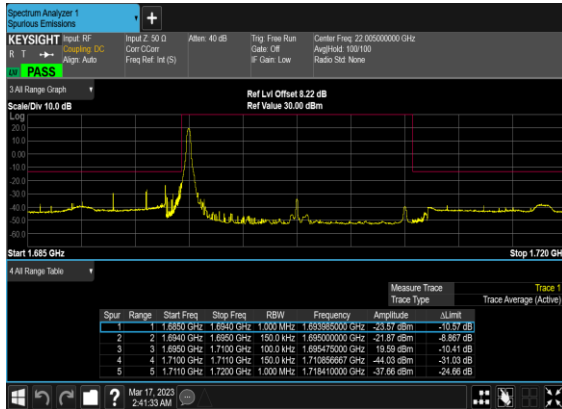 Spectrum Analyzer 1
Spurious Emissions
KEYSIGHT Input: RF Input Z: 50 Ω Atten: 40 dB Trig: Free Run Center Freq: 22.005000000 GHz
R T Coupling: DC Corr CCorr Gate: Off Avg|Hold: 100/100
Align: Auto Freq Ref: Int (S) IF Gain: Low Radio Std: None
LXI PASS
3 All Range Graph
Ref Lvl Offset 8.22 dB
Scale/Div 10.0 dB Ref Value 30.00 dBm
Log
20.0
10.0
0.00
-10.0
-20.0
-30.0
-40.0
-50.0
-60.0
Start 1.685 GHz Stop 1.720 GH
4 All Range Table
Measure Trace Trace 1
Trace Type Trace Average (Active)
Spur Range Start Freq Stop Freq RBW Frequency Amplitude ΔLimit
1 1 1.6850 GHz 1.6940 GHz 1.000 MHz 1.693985000 GHz -23.57 dBm -10.57 dB
2 2 1.6940 GHz 1.6950 GHz 150.0 kHz 1.695000000 GHz -21.87 dBm -8.867 dB
3 3 1.6950 GHz 1.7100 GHz 100.0 kHz 1.695475000 GHz 19.59 dBm -10.41 dB
4 4 1.7100 GHz 1.7110 GHz 150.0 kHz 1.710856667 GHz -44.03 dBm -31.03 dB
5 5 1.7110 GHz 1.7200 GHz 1.000 MHz 1.718410000 GHz -37.66 dBm -24.66 dB
Mar 17, 2023
2:41:33 AM